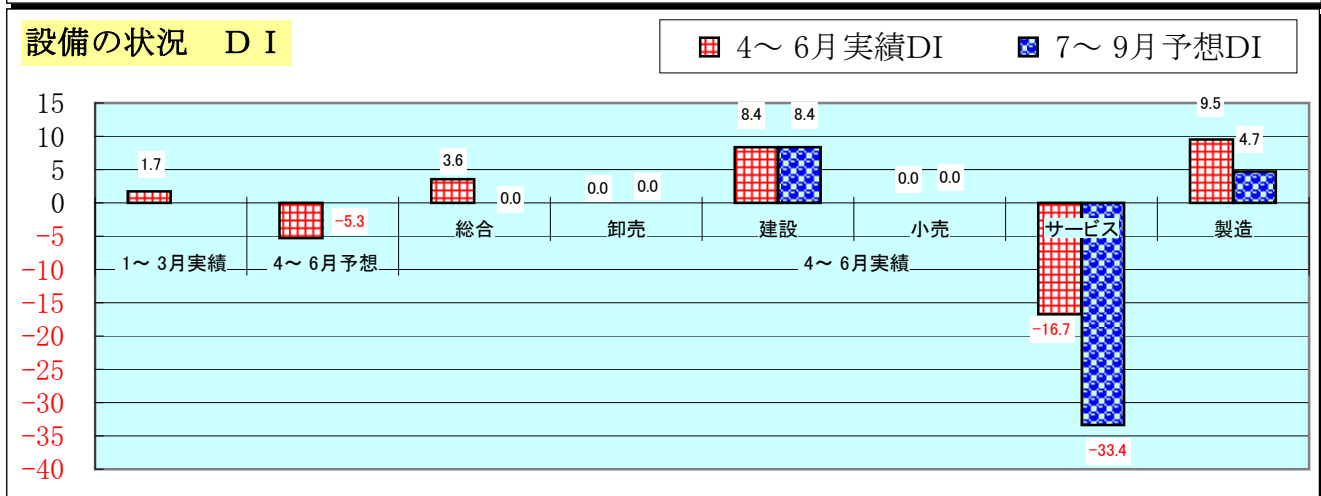 設備の状況　ＤＩ
4～ 6月実績DI
7～ 9月予想DI
15
10
5
0
−5
−10
−15
−20
−25
−30
−35
−40
1.7
−5.3
3.6
0.0
0.0
0.0
8.4
8.4
0.0
0.0
−16.7
−33.4
9.5
4.7
総合
卸売
建設
小売
サービス
製造
1～ 3月実績
4～ 6月予想
4～ 6月実績